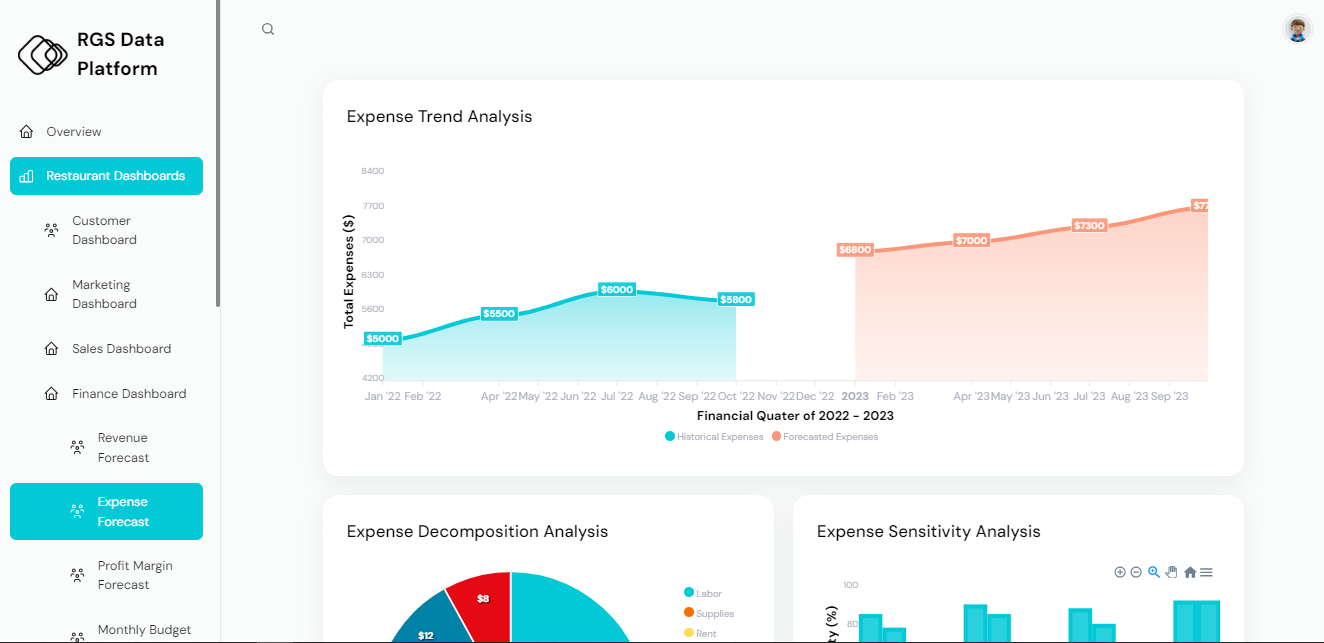 RGS Data
Platform
Overview
Restaurant Dashboards
Customer
Dashboard
Marketing
Dashboard
Sales Dashboard
Finance Dashboard
Revenue
Forecast
Expense
Forecast
Profit Margin
Forecast
Monthly Budget
Expense Trend Analysis
Total Expenses ($)
8400
7700
7000
6300
5600
4200
$5000
$5500
$6000
$5800
$6800
$7000
$7300
Jan '22 Feb '22 Apr '22 May '22 Jun '22 Jul '22 Aug '22 Sep '22 Oct '22 Nov '22 Dec '22 2023 Feb '23 Apr '23 May '23 Jun '23 Jul '23 Aug '23 Sep '23
Financial Quater of 2022 - 2023
Historical Expenses Forecasted Expenses
Expense Decomposition Analysis
$8
$12
Labor
Supplies
Rent
Expense Sensitivity Analysis
100
80
(%)